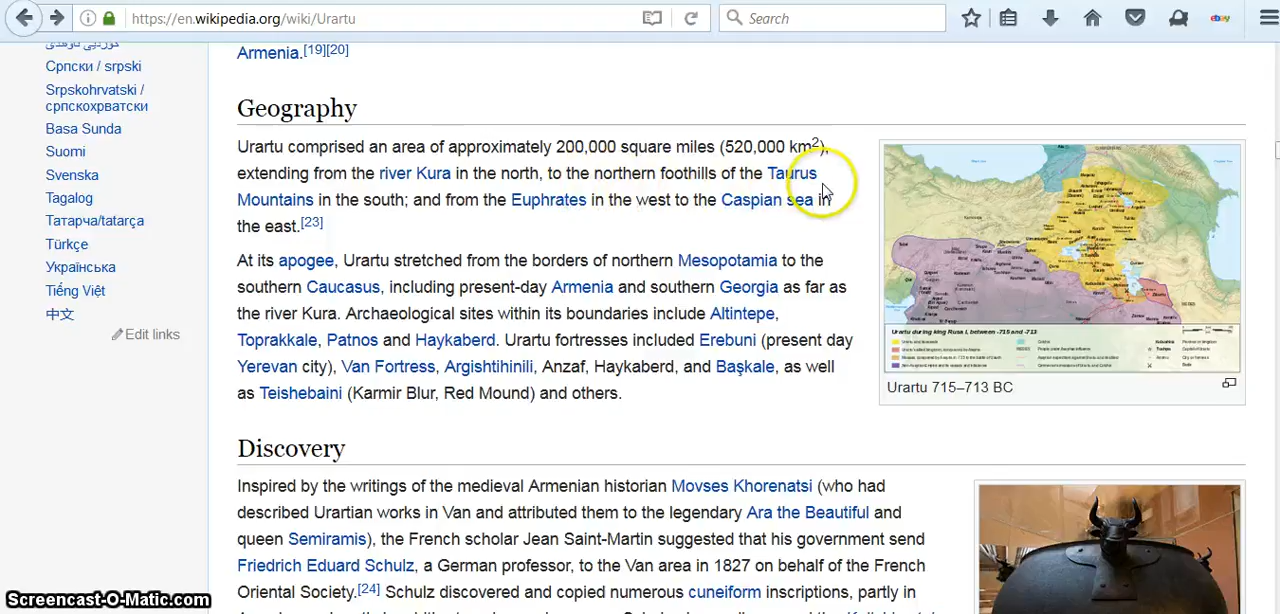 https://en.wikipedia.org/wiki/Urartu
Search
ebay
Српски / srpski
Srpskohrvatski /
српскохрватски
Basa Sunda
Suomi
Svenska
Tagalog
Татарча/tatarça
Türkçe
Українська
Tiếng Việt
中文
Edit links
Armenia.[19][20]
Geography
Urartu comprised an area of approximately 200,000 square miles (520,000 km2),
extending from the river Kura in the north, to the northern foothills of the Taurus
Mountains in the south; and from the Euphrates in the west to the Caspian sea in
the east.[23]
At its apogee, Urartu stretched from the borders of northern Mesopotamia to the
southern Caucasus, including present-day Armenia and southern Georgia as far as
the river Kura. Archaeological sites within its boundaries include Altintepe,
Toprakkale, Patnos and Haykaberd. Urartu fortresses included Erebuni (present day
Yerevan city), Van Fortress, Argishtihinili, Anzaf, Haykaberd, and Başkale, as well
as Teishebaini (Karmir Blur, Red Mound) and others.
Urartu during king Rusa I, between -715 and -713
Urartu 715–713 BC
Discovery
Inspired by the writings of the medieval Armenian historian Movses Khorenatsi (who had
described Urartian works in Van and attributed them to the legendary Ara the Beautiful and
queen Semiramis), the French scholar Jean Saint-Martin suggested that his government send
Friedrich Eduard Schulz, a German professor, to the Van area in 1827 on behalf of the French
Oriental Society.[24] Schulz discovered and copied numerous cuneiform inscriptions, partly in
Screencast-O-Matic.com